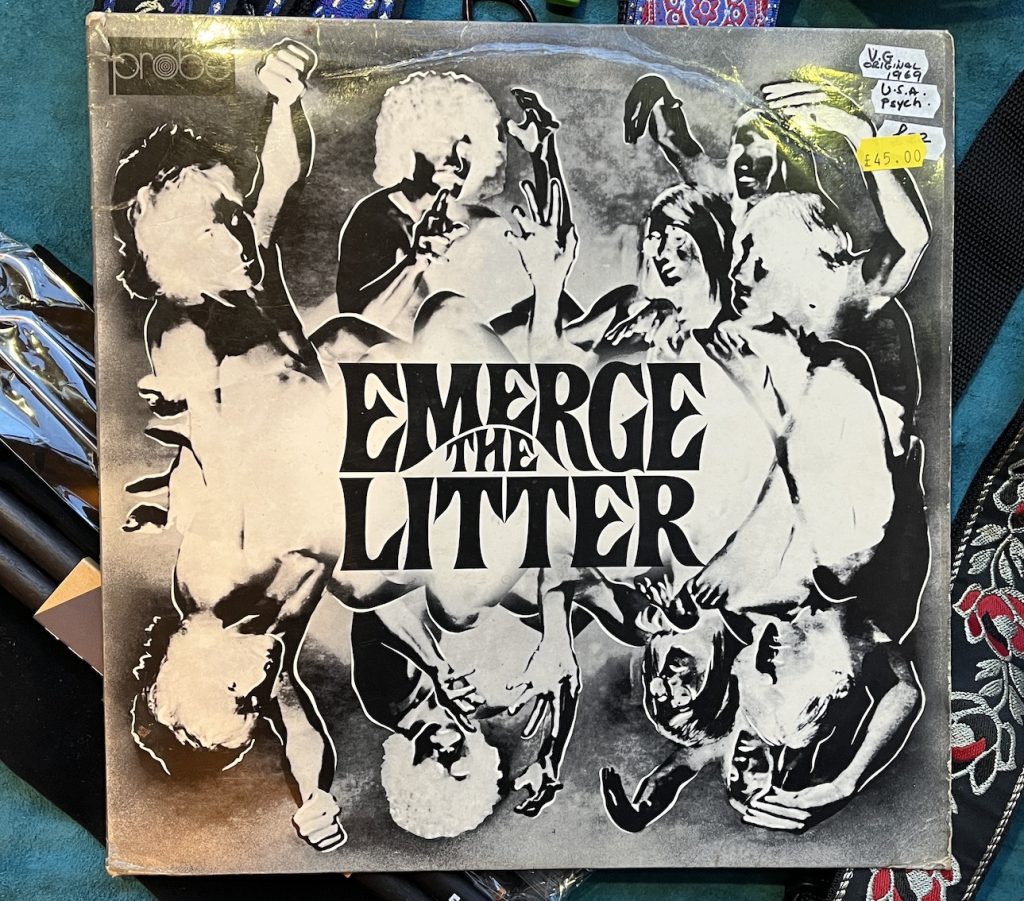 probe
V.G
ORIGINAL
1969
U.S.A.
Psych.
£45.00
EMERGE
THE
LITTER